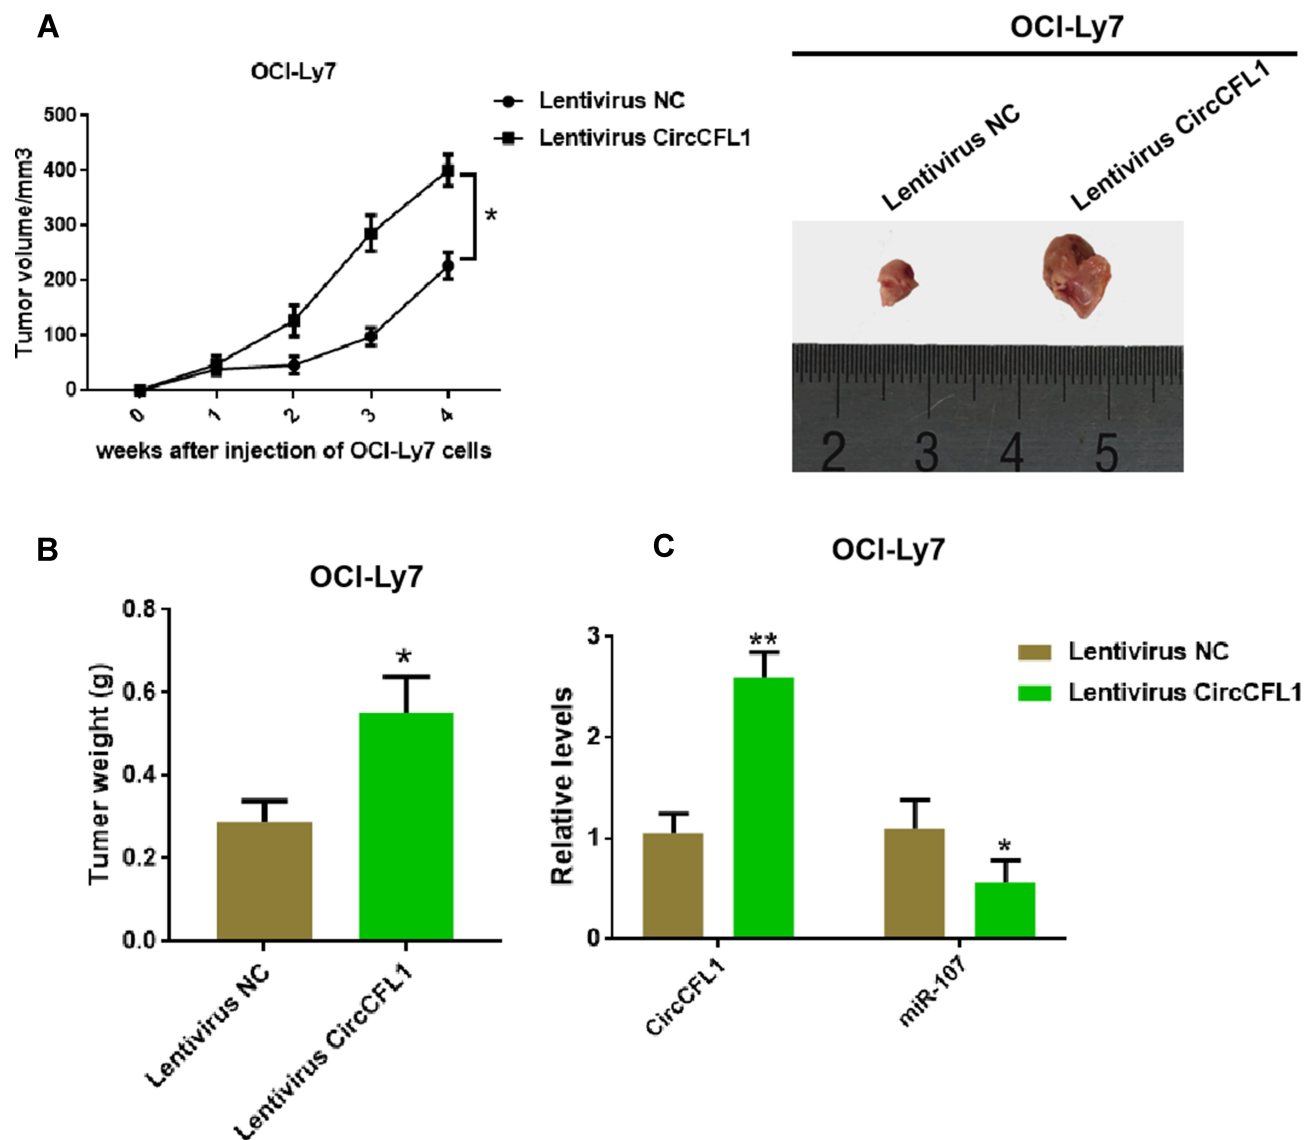 A
OCI-Ly7
Lentivirus NC
Lentivirus CircCFL1
500
400
300
200
100
0
Tumor volume/mm3
*
0 1 2 3 4
weeks after injection of OCI-Ly7 cells
OCI-Ly7
Lentivirus NC
Lentivirus CircCFL1
2 3 4 5
B
OCI-Ly7
0.8
0.6
0.4
0.2
0.0
Tumer weight (g)
*
Lentivirus NC
Lentivirus CircCFL1
C
OCI-Ly7
3
2
1
0
Relative levels
**
*
CircCFL1
miR-107
Lentivirus NC
Lentivirus CircCFL1